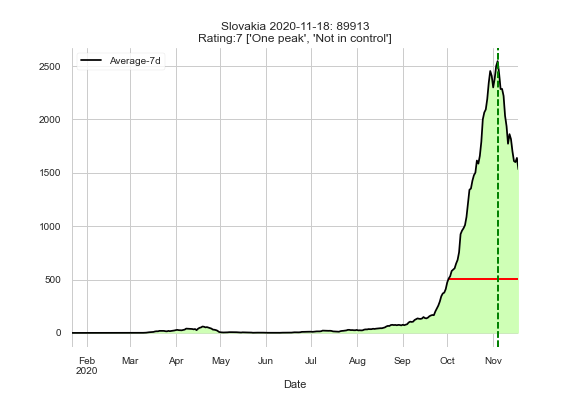 Slovakia 2020-11-18: 89913
Rating:7 ['One peak', 'Not in control']
Average-7d
2500
2000
1500
1000
500
0
Feb Mar Apr May Jun Jul Aug Sep Oct Nov
2020
Date